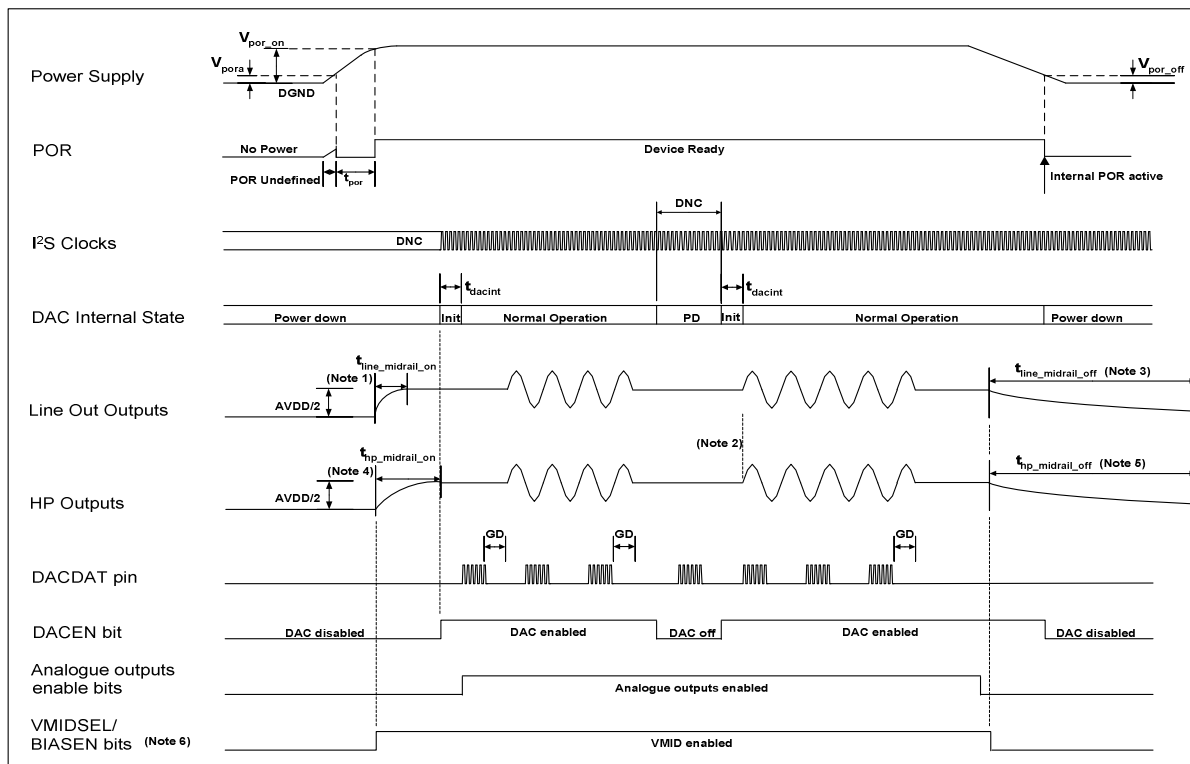 Vpor_on
Vpora
Power Supply
DGND
Vpor_off
POR
No Power
Device Ready
POR Undefined
tpor
Internal POR active
DNC
I²S Clocks
DNC
tdacint
tdacint
DAC Internal State
Power down
Init
Normal Operation
PD
Init
Normal Operation
Power down
tline_midrail_on
(Note 1)
tline_midrail_off (Note 3)
AVDD/2
Line Out Outputs
(Note 2)
thp_midrail_on
(Note 4)
thp_midrail_off (Note 5)
AVDD/2
HP Outputs
GD
GD
GD
DACDAT pin
DACEN bit
DAC disabled
DAC enabled
DAC off
DAC enabled
DAC disabled
Analogue outputs
enable bits
Analogue outputs enabled
VMIDSEL/
BIASEN bits (Note 6)
VMID enabled